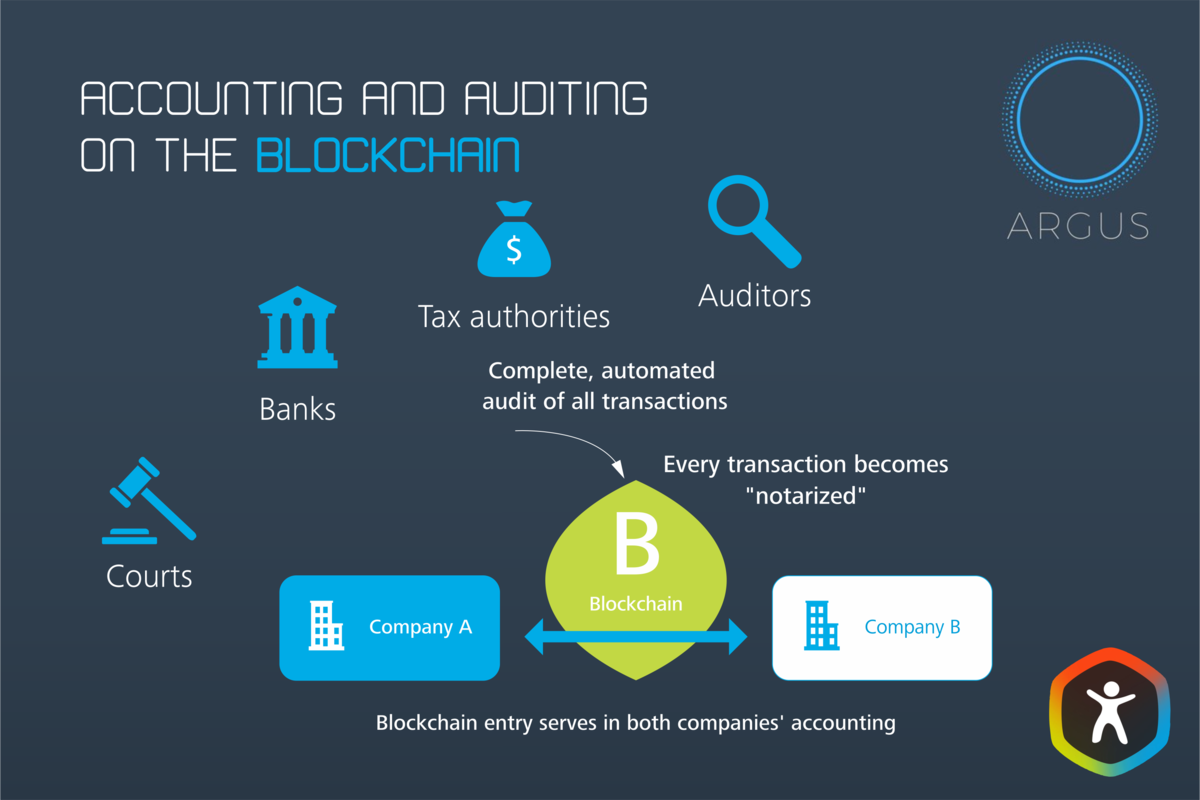 ACCOUNTING AND AUDITING
ON THE BLOCKCHAIN
ARGUS
$
Tax authorities
Auditors
Banks
Complete, automated
audit of all transactions
Every transaction becomes
"notarized"
Courts
B
Blockchain
Company A
Company B
Blockchain entry serves in both companies' accounting